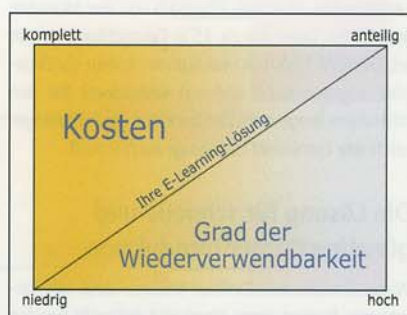 komplett anteilig
Kosten
Ihre E-Learning-Lösung
Grad der
Wiederverwendbarkeit
niedrig hoch